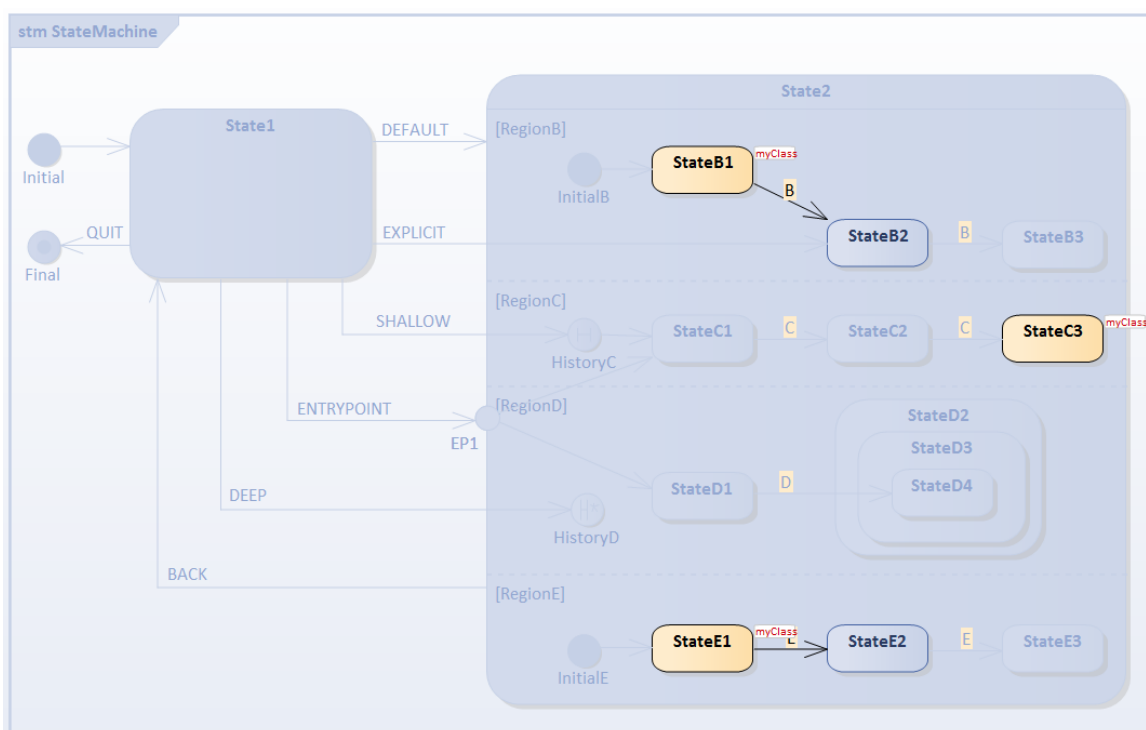 stm StateMachine
State2
State1
DEFAULT
[RegionB]
StateB1
myClass
B
Initial
InitialB
QUIT
EXPLICIT
StateB2
B
StateB3
Final
[RegionC]
SHALLOW
H
StateC1
C
StateC2
C
StateC3
myClass
HistoryC
ENTRYPOINT
[RegionD]
StateD2
EP1
StateD3
StateD1
D
StateD4
DEEP
H*
HistoryD
BACK
[RegionE]
StateE1
myClass
E
StateE2
E
StateE3
InitialE